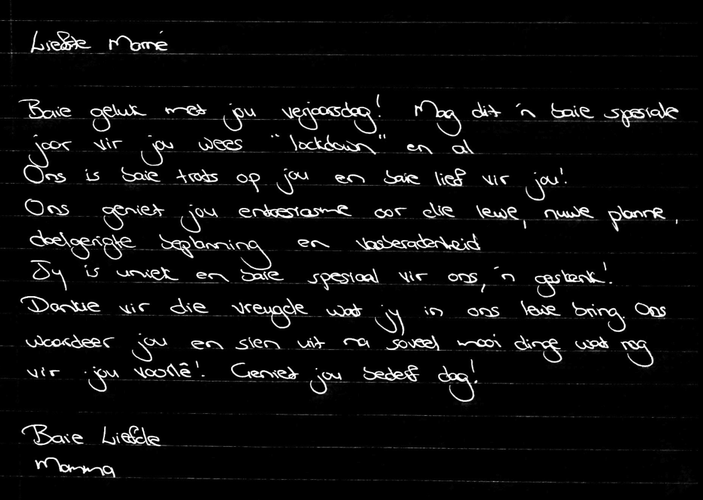 Liefste Morné
Baie geluk met jou verjaarsdag! Mag dit 'n baie spesiale
jaar vir jou wees "lockdown" en al
Ons is baie trots op jou en baie lief vir jou!
Ons geniet jou entoesiasme oor die lewe, nuwe planne,
doelgerigte beplanning en vasberadenheid
Jy is uniek en baie spesiaal vir ons, 'n geskenk!
Dankie vir die vreugde wat jy in ons lewe bring. Ons
waardeer jou en sien uit na soveel mooi dinge wat nog
vir jou voorlê! Geniet jou dag!
Baie Liefde
Mamma